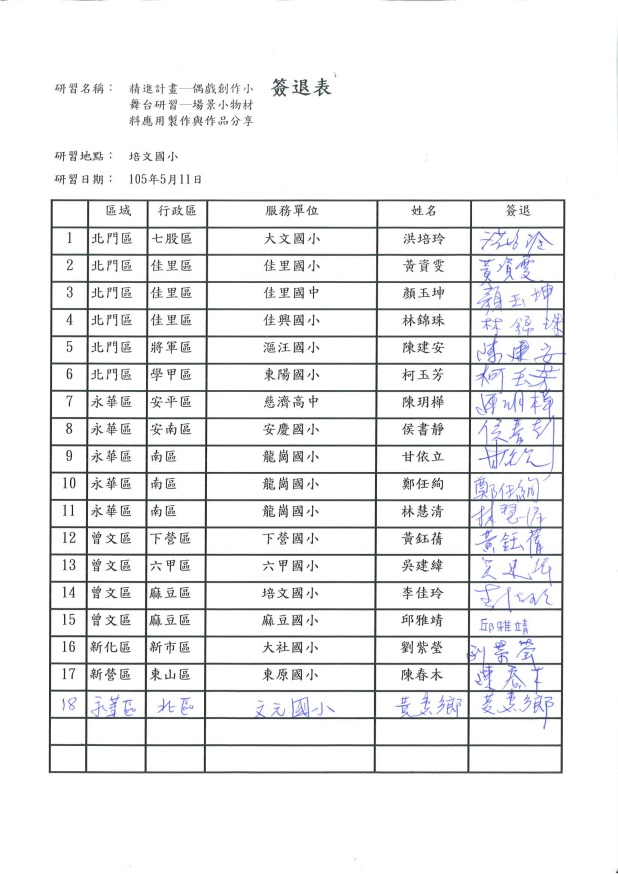 簽退表
研習名稱： 精進計畫─偶戲創作小
舞台研習─場景小物材
料應用製作與作品分享
研習地點： 培文國小
研習日期： 105年5月11日
區域 行政區 服務單位 姓名 簽退
1 北門區 七股區 大文國小 洪培玲 洪培玲
2 北門區 佳里區 佳里國小 黃資雯 黃資雯
3 北門區 佳里區 佳里國中 顏玉坤 顏玉坤
4 北門區 佳里區 佳興國小 林錦珠 林錦珠
5 北門區 將軍區 漚汪國小 陳建安 陳建安
6 北門區 學甲區 東陽國小 柯玉芳 柯玉芳
7 永華區 安平區 慈濟高中 陳玥樺 陳玥樺
8 永華區 安南區 安慶國小 侯書靜 侯書靜
9 永華區 南區 龍崗國小 甘依立 甘依立
10 永華區 南區 龍崗國小 鄭任絢 鄭任絢
11 永華區 南區 龍崗國小 林慧清 林慧清
12 曾文區 下營區 下營國小 黃鈺蒨 黃鈺蒨
13 曾文區 六甲區 六甲國小 吳建緯 吳建緯
14 曾文區 麻豆區 培文國小 李佳玲 李佳玲
15 曾文區 麻豆區 麻豆國小 邱雅靖 邱雅靖
16 新化區 新市區 大社國小 劉紫瑩 劉紫瑩
17 新營區 東山區 東原國小 陳春木 陳春木
18 永華區 北區 文元國小 黃素鄉 黃素鄉